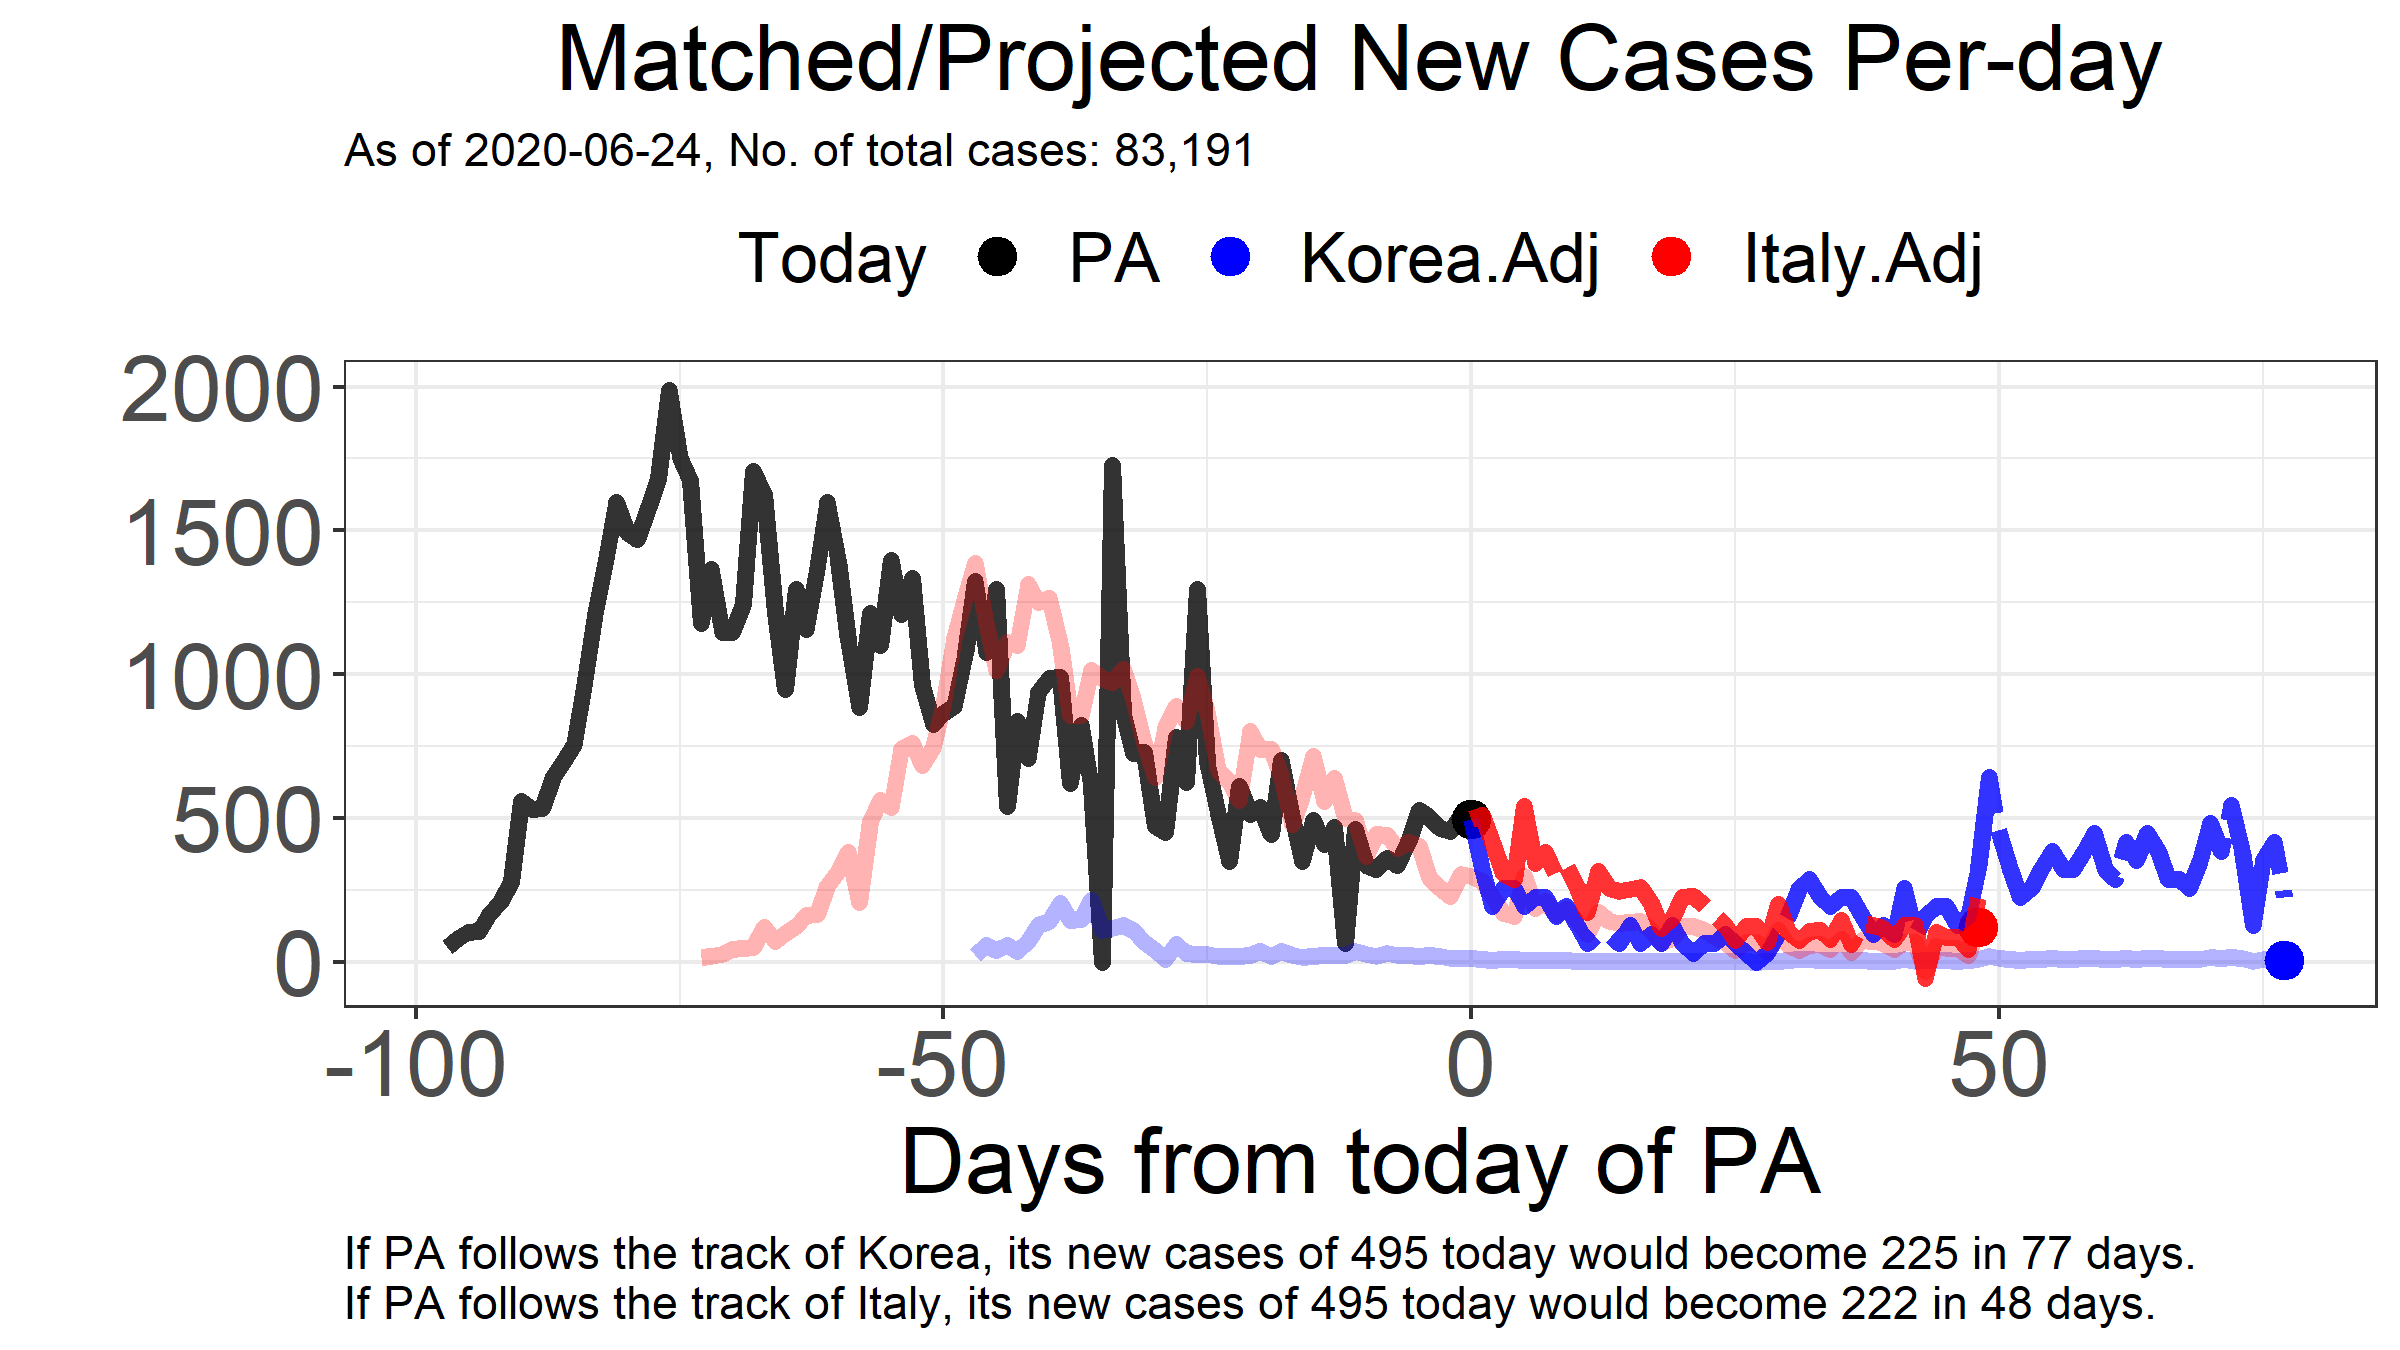 Matched/Projected New Cases Per-day
As of 2020-06-24, No. of total cases: 83,191
Today PA Korea.Adj Italy.Adj
2000
1500
1000
500
0
-100 -50 0 50
Days from today of PA
If PA follows the track of Korea, its new cases of 495 today would become 225 in 77 days.
If PA follows the track of Italy, its new cases of 495 today would become 222 in 48 days.